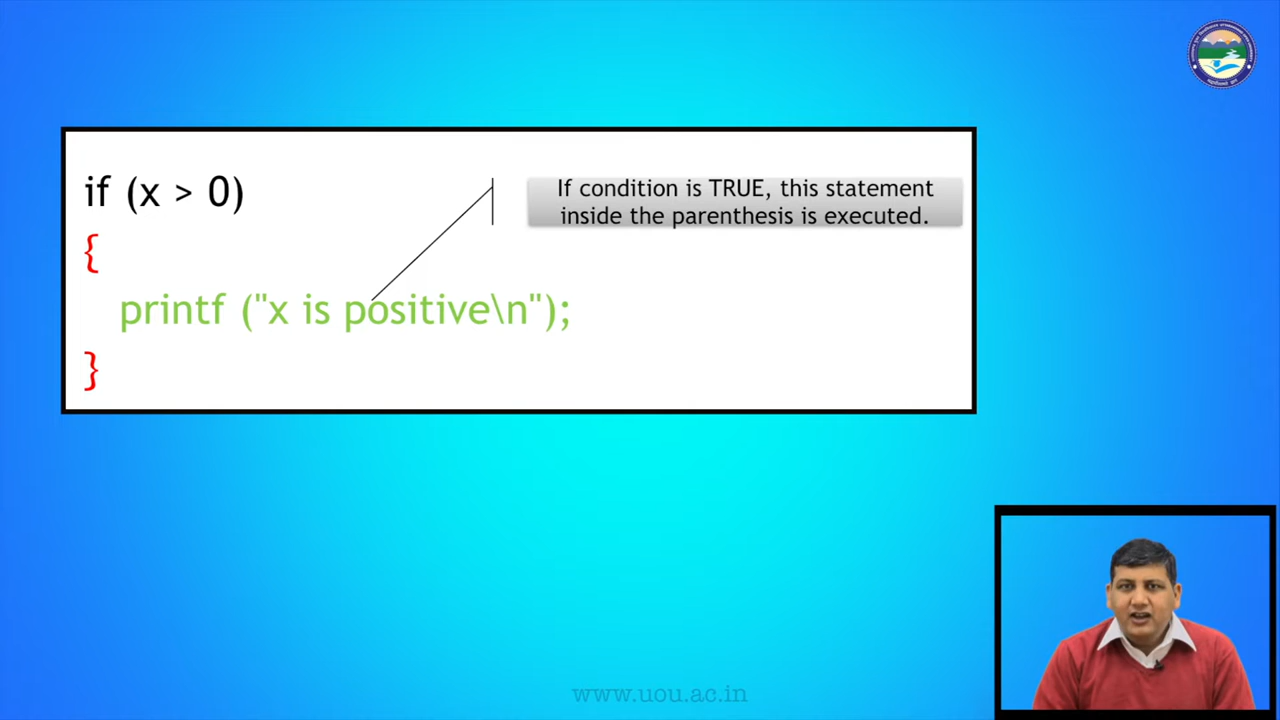 if (x > 0)
If condition is TRUE, this statement
inside the parenthesis is executed.
{
printf ("x is positive\n");
}
www.uou.ac.in